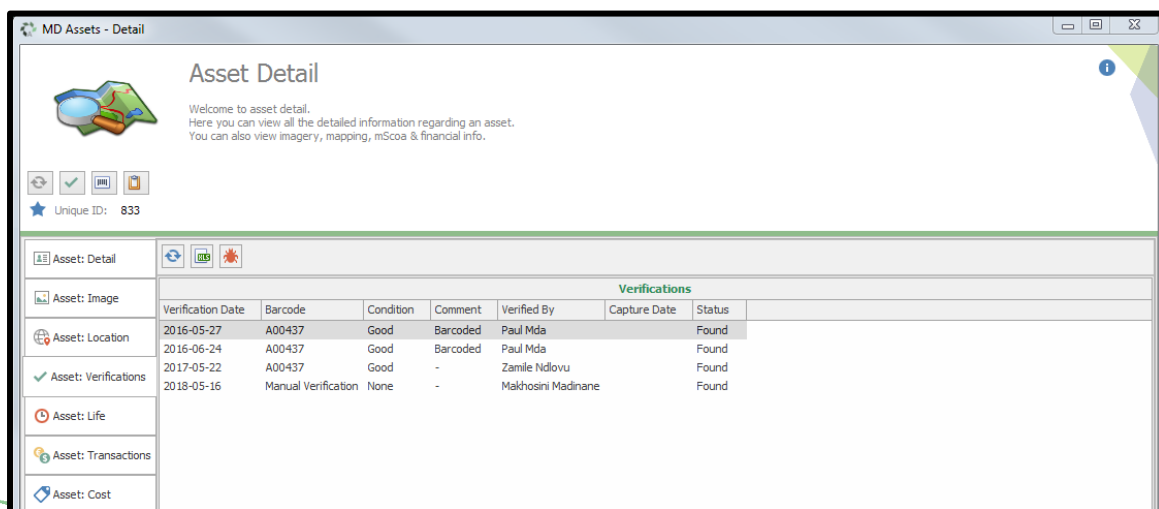 MD Assets - Detail
Asset Detail
Welcome to asset detail.
Here you can view all the detailed information regarding an asset.
You can also view imagery, mapping, mScoa & financial info.
Unique ID: 833
Asset: Detail
Asset: Image
Asset: Location
Asset: Verifications
Asset: Life
Asset: Transactions
Asset: Cost
XLS
Verifications
Verification Date Barcode Condition Comment Verified By Capture Date Status
2016-05-27 A00437 Good Barcoded Paul Mda Found
2016-06-24 A00437 Good Barcoded Paul Mda Found
2017-05-22 A00437 Good - Zamile Ndlovu Found
2018-05-16 Manual Verification None - Makhosini Madinane Found